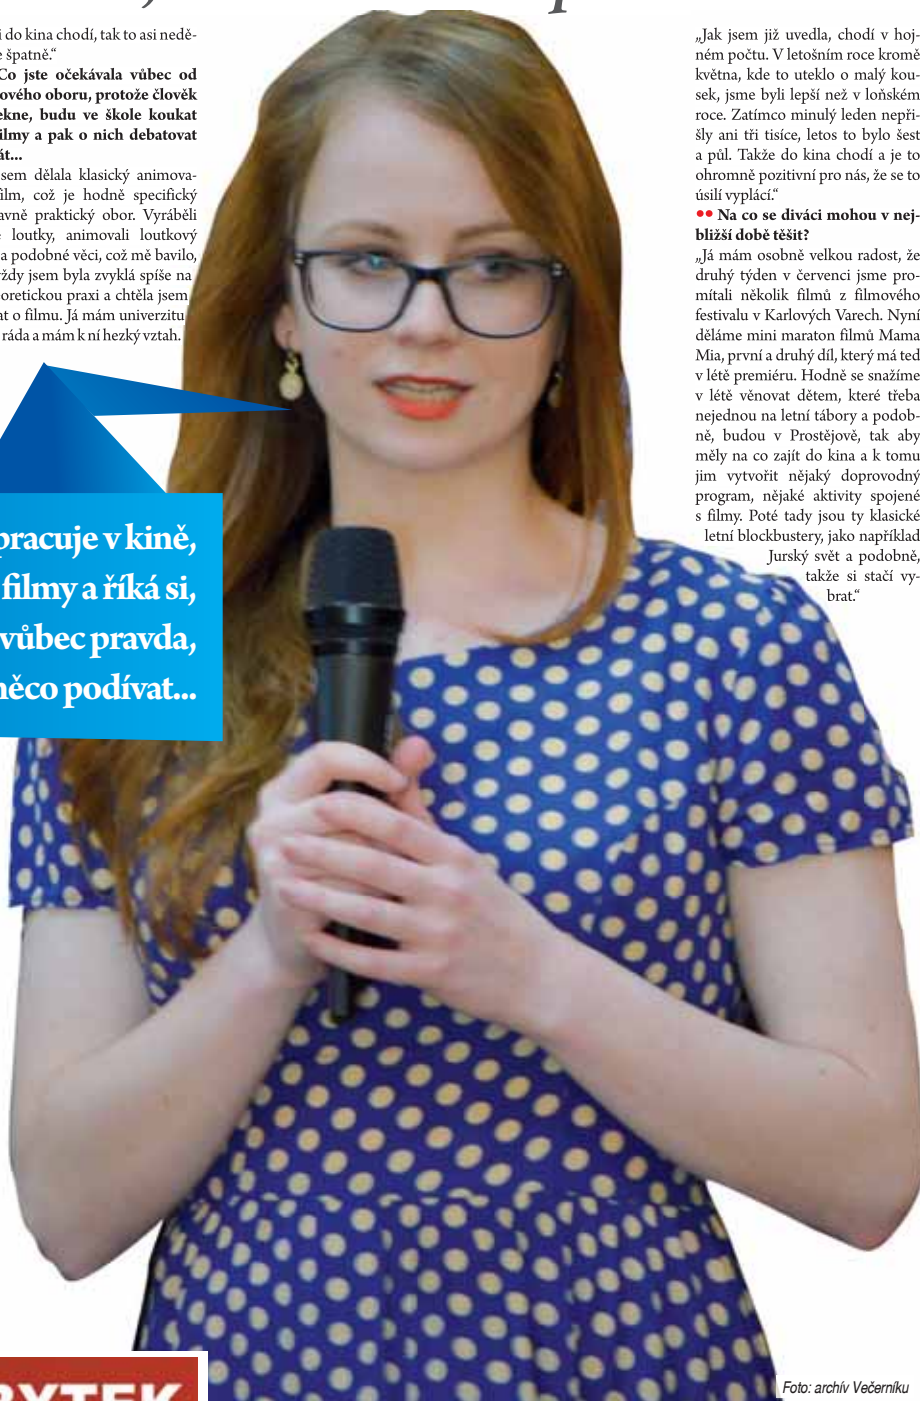 i do kina chodí, tak to asi nedě-
e špatně.“
Co jste očekávala vůbec od
ového oboru, protože člověk
ekne, budu ve škole koukat
ilmy a pak o nich debatovat
át...
sem dělala klasický animova-
film, což je hodně specifický
avně praktický obor. Vyráběli
e loutky, animovali loutkový
a podobné věci, což mě bavilo,
ždy jsem byla zvyklá spíše na
oretickou praxi a chtěla jsem
at o filmu. Já mám univerzitu
ráda a mám k ní hezký vztah.
pracuje v kině,
filmy a říká si,
vůbec pravda,
něco podívat...
„Jak jsem již uvedla, chodí v hoj-
ném počtu. V letošním roce kromě
května, kde to uteklo o malý kou-
sek, jsme byli lepší než v loňském
roce. Zatímco minulý leden nepři-
šly ani tři tisíce, letos to bylo šest
a půl. Takže do kina chodí a je to
ohromně pozitivní pro nás, že se to
úsilí vyplácí.“
•• Na co se diváci mohou v nej-
bližší době těšit?
„Já mám osobně velkou radost, že
druhý týden v červenci jsme pro-
mítali několik filmů z filmového
festivalu v Karlových Varech. Nyní
děláme mini maraton filmů Mama
Mia, první a druhý díl, který má ted
v létě premiéru. Hodně se snažíme
v létě věnovat dětem, které třeba
nejednou na letní tábory a podob-
ně, budou v Prostějově, tak aby
měly na co zajít do kina a k tomu
jim vytvořit nějaký doprovodný
program, nějaké aktivity spojené
s filmy. Poté tady jsou ty klasické
letní blockbustery, jako například
Jurský svět a podobně,
takže si stačí vy-
brat.“
BYTEK
Foto: archív Večerníku